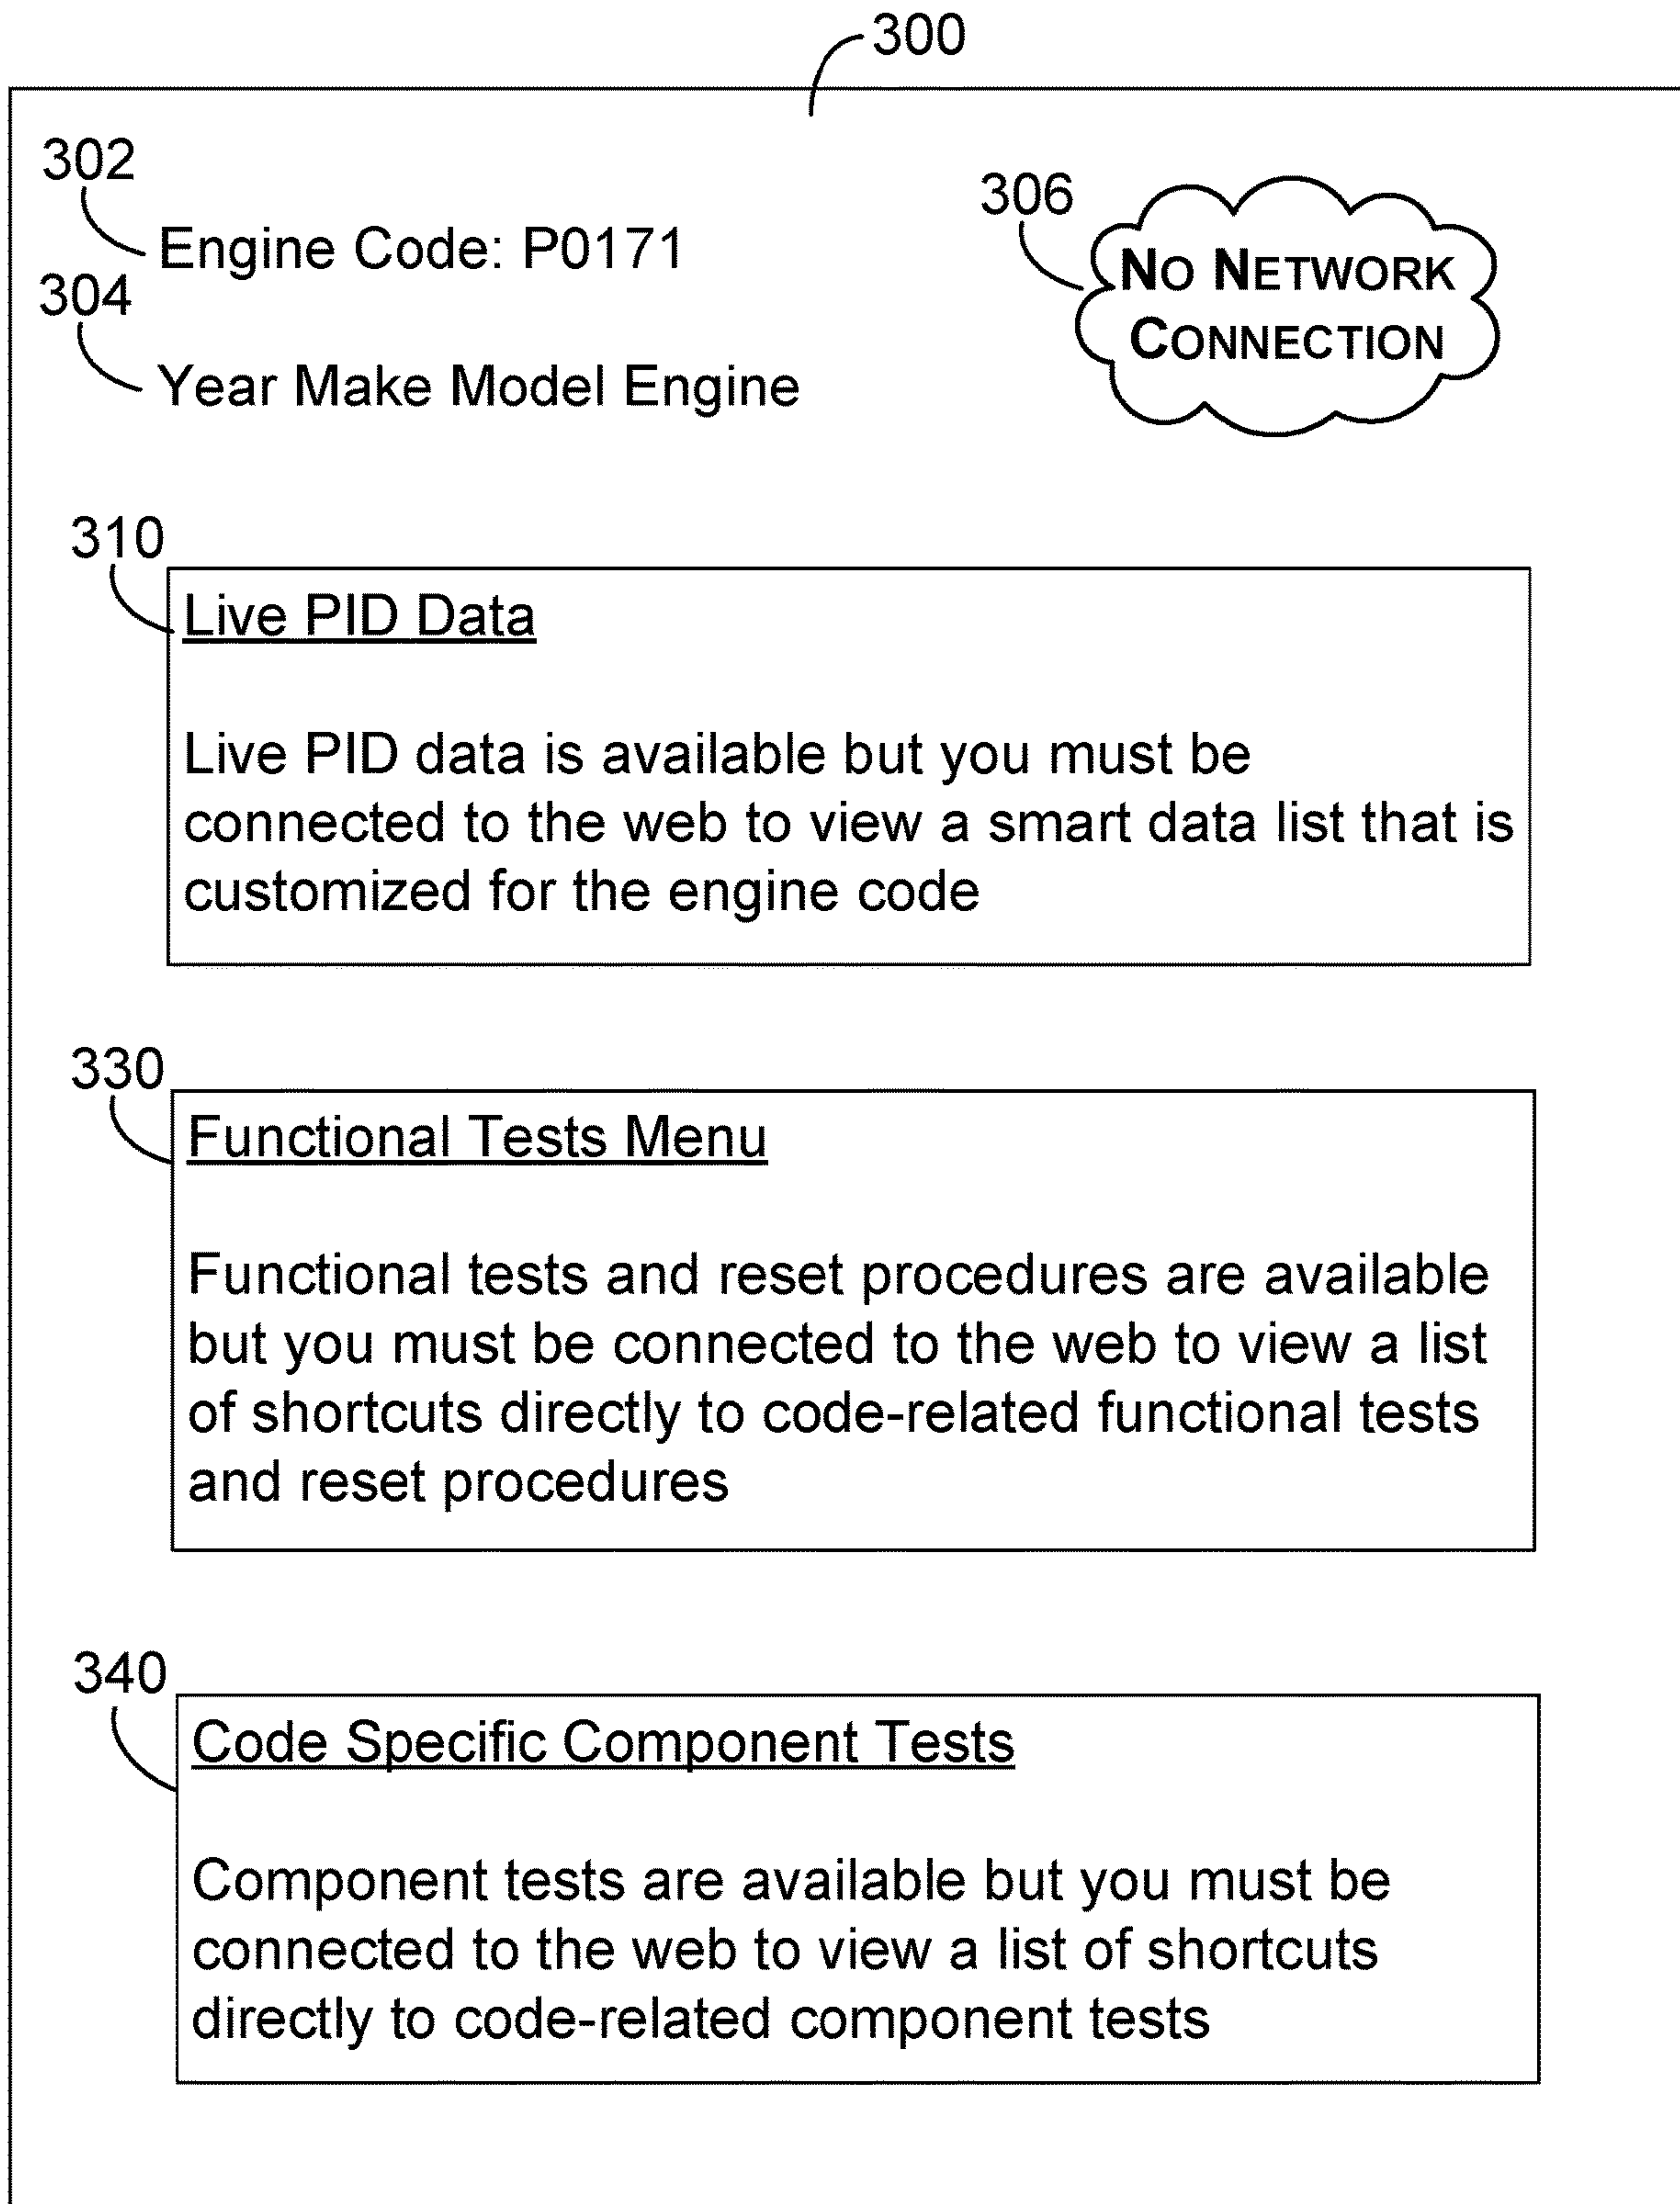 300
302
Engine Code: P0171
304
Year Make Model Engine
306
NO NETWORK
CONNECTION
310
Live PID Data
Live PID data is available but you must be
connected to the web to view a smart data list that is
customized for the engine code
330
Functional Tests Menu
Functional tests and reset procedures are available
but you must be connected to the web to view a list
of shortcuts directly to code-related functional tests
and reset procedures
340
Code Specific Component Tests
Component tests are available but you must be
connected to the web to view a list of shortcuts
directly to code-related component tests